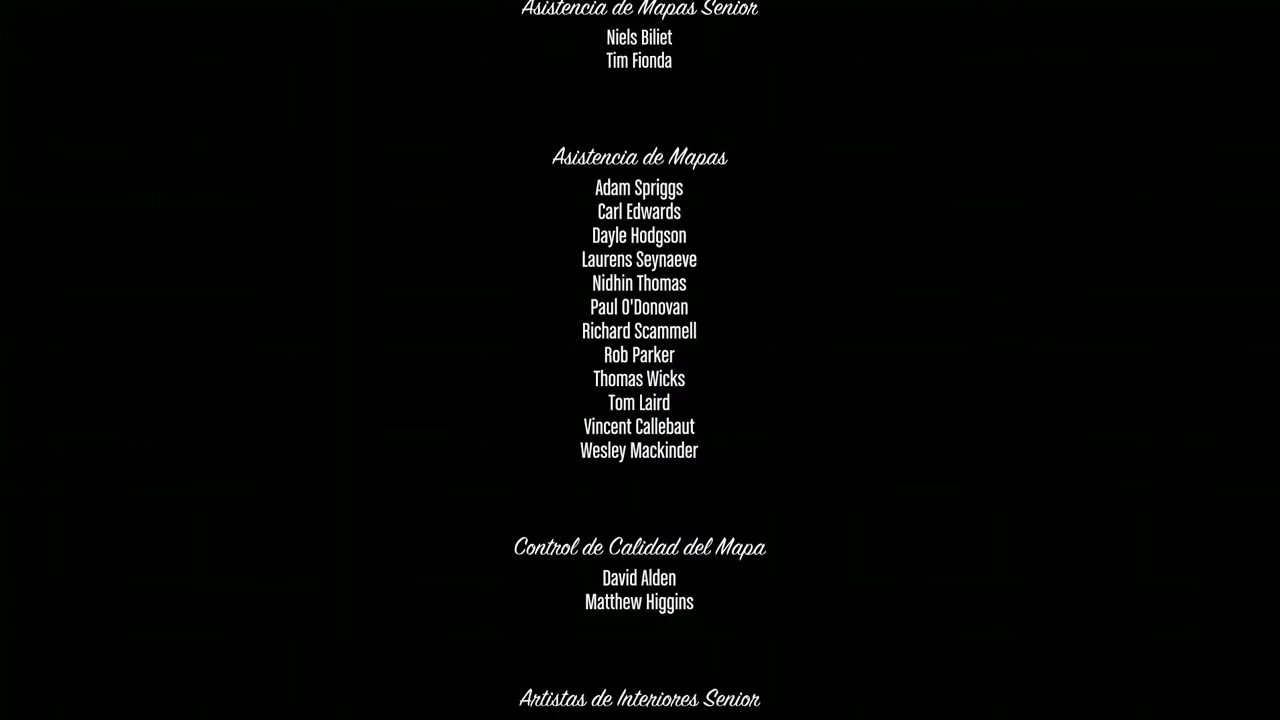 Asistencia de Mapas Senior
Niels Biliet
Tim Fionda
Asistencia de Mapas
Adam Spriggs
Carl Edwards
Dayle Hodgson
Laurens Seynaeve
Nidhin Thomas
Paul O'Donovan
Richard Scammell
Rob Parker
Thomas Wicks
Tom Laird
Vincent Callebaut
Wesley Mackinder
Control de Calidad del Mapa
David Alden
Matthew Higgins
Artistas de Interiores Senior